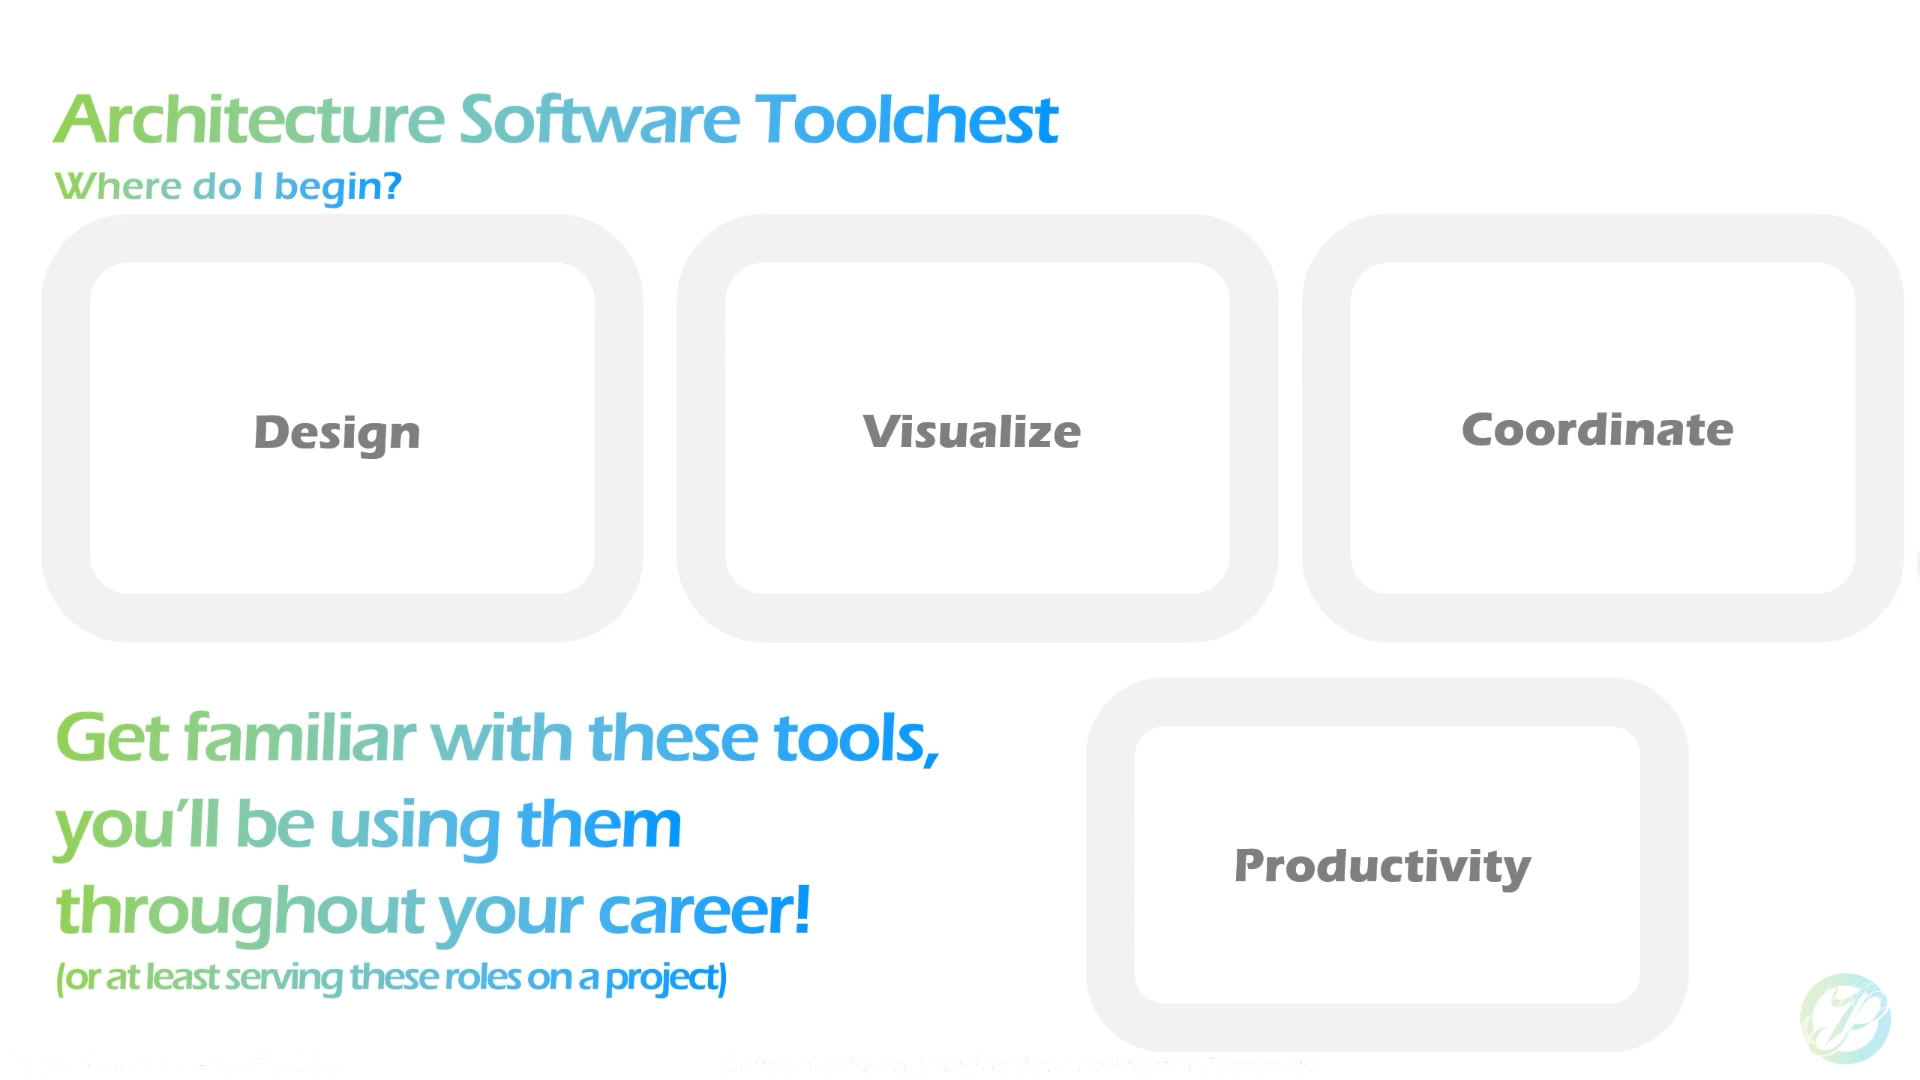 Architecture Software Toolchest
Where do I begin?
Design
Visualize
Coordinate
Get familiar with these tools,
you'll be using them
throughout your career!
(or at least serving these roles on a project)
Productivity